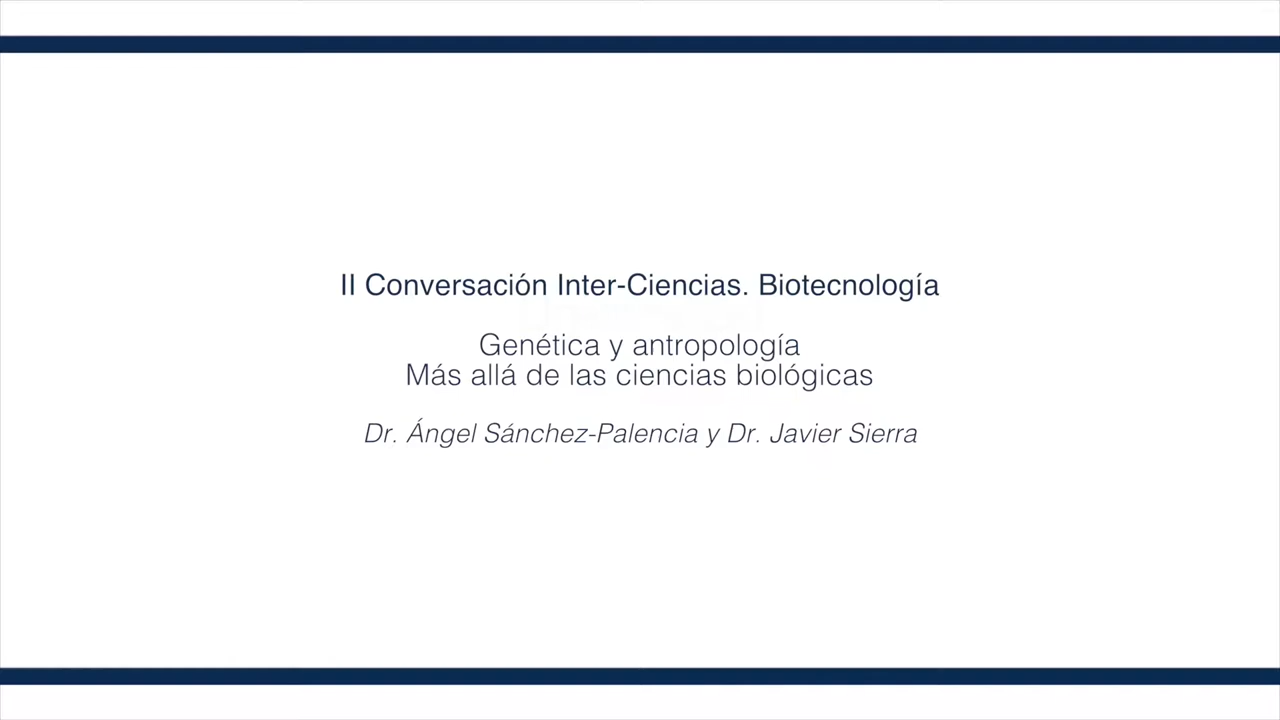 II Conversación Inter-Ciencias. Biotecnología
Genética y antropología
Más allá de las ciencias biológicas
Dr. Ángel Sánchez-Palencia y Dr. Javier Sierra